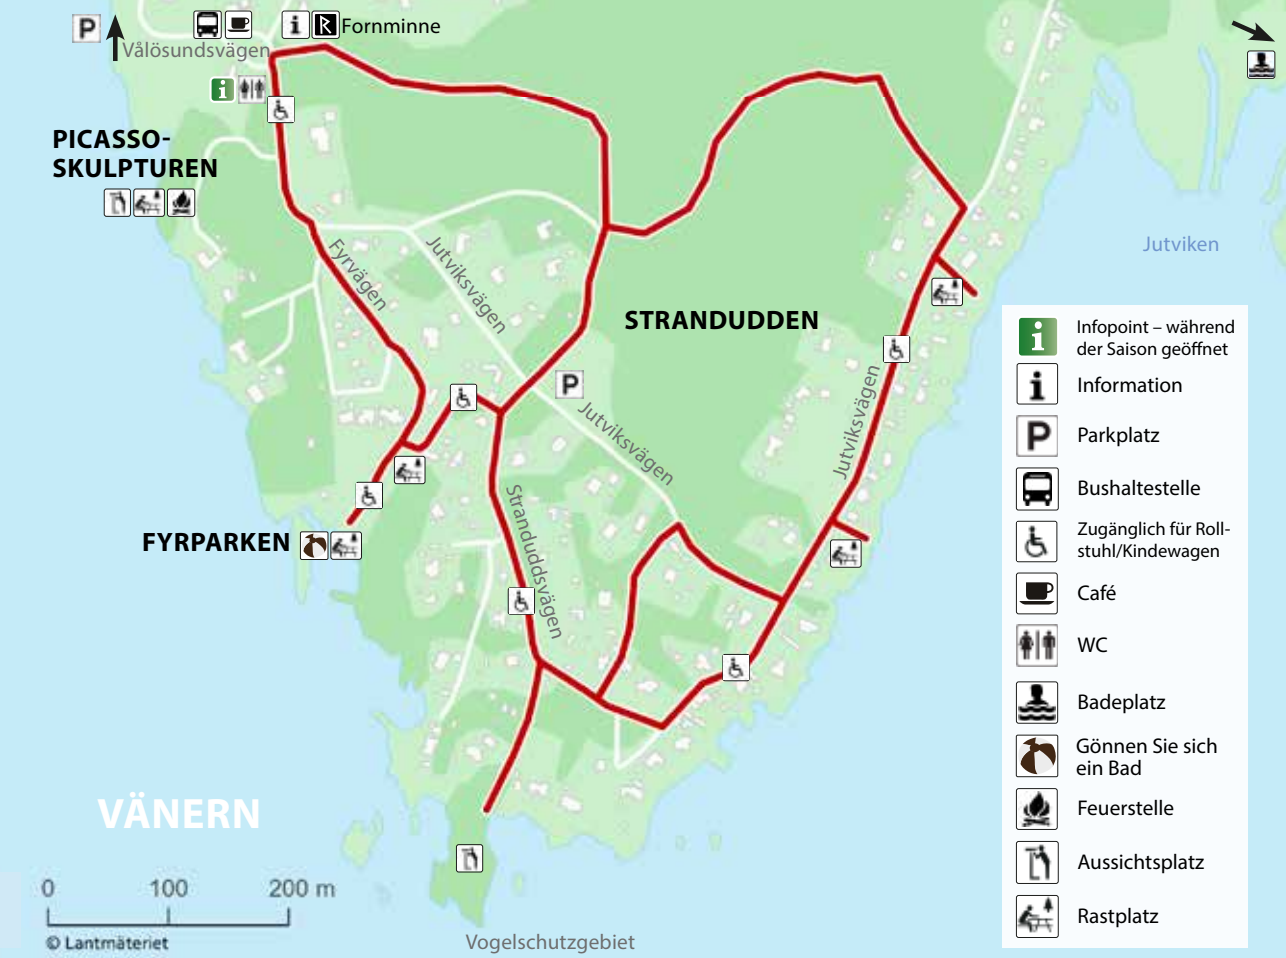 P
i
Fornminne
Vålösundsvägen
i
PICASSO-
SKULPTUREN
Jutviken
Fyrvägen
Jutviksvägen
STRANDUDDEN
P
Jutviksvägen
Jutviksvägen
FYRPARKEN
Stranduddsvägen
VÄNERN
0 100 200 m
© Lantmäteriet
Vogelschutzgebiet
i Infopoint – während
der Saison geöffnet
i Information
P Parkplatz
Bushaltestelle
Zugänglich für Roll-
stuhl/Kindewagen
Café
WC
Badeplatz
Gönnen Sie sich
ein Bad
Feuerstelle
Aussichtsplatz
Rastplatz